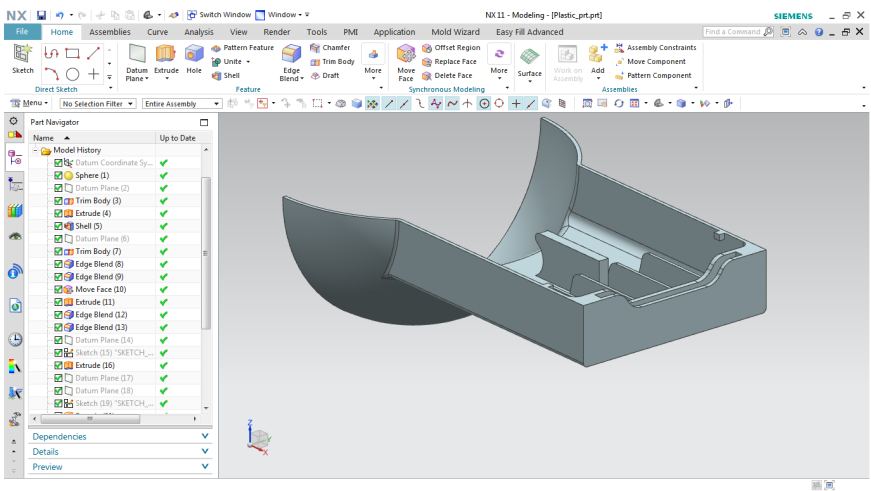 NX Switch Window Window NX 11 - Modeling - [Plastic_prt.prt] SIEMENS
File Home Assemblies Curve Analysis View Render Tools PMI Application Mold Wizard Easy Fill Advanced Find a Command
Sketch
Direct Sketch
Datum Plane
Extrude
Hole
Pattern Feature
Unite
Shell
Edge Blend
Chamfer
Trim Body
Draft
More
Feature
Move Face
Offset Region
Replace Face
Delete Face
More
Synchronous Modeling
Surface
Work on Assembly
Add
Assembly Constraints
Move Component
Pattern Component
Assemblies
Menu No Selection Filter Entire Assembly
Part Navigator
Name Up to Date
Model History
Datum Coordinate Sy...
Sphere (1)
Datum Plane (2)
Trim Body (3)
Extrude (4)
Shell (5)
Datum Plane (6)
Trim Body (7)
Edge Blend (8)
Edge Blend (9)
Move Face (10)
Extrude (11)
Edge Blend (12)
Edge Blend (13)
Datum Plane (14)
Sketch (15) "SKETCH_...
Extrude (16)
Datum Plane (17)
Datum Plane (18)
Sketch (19) "SKETCH_...
Dependencies
Details
Preview
Z
Y
X